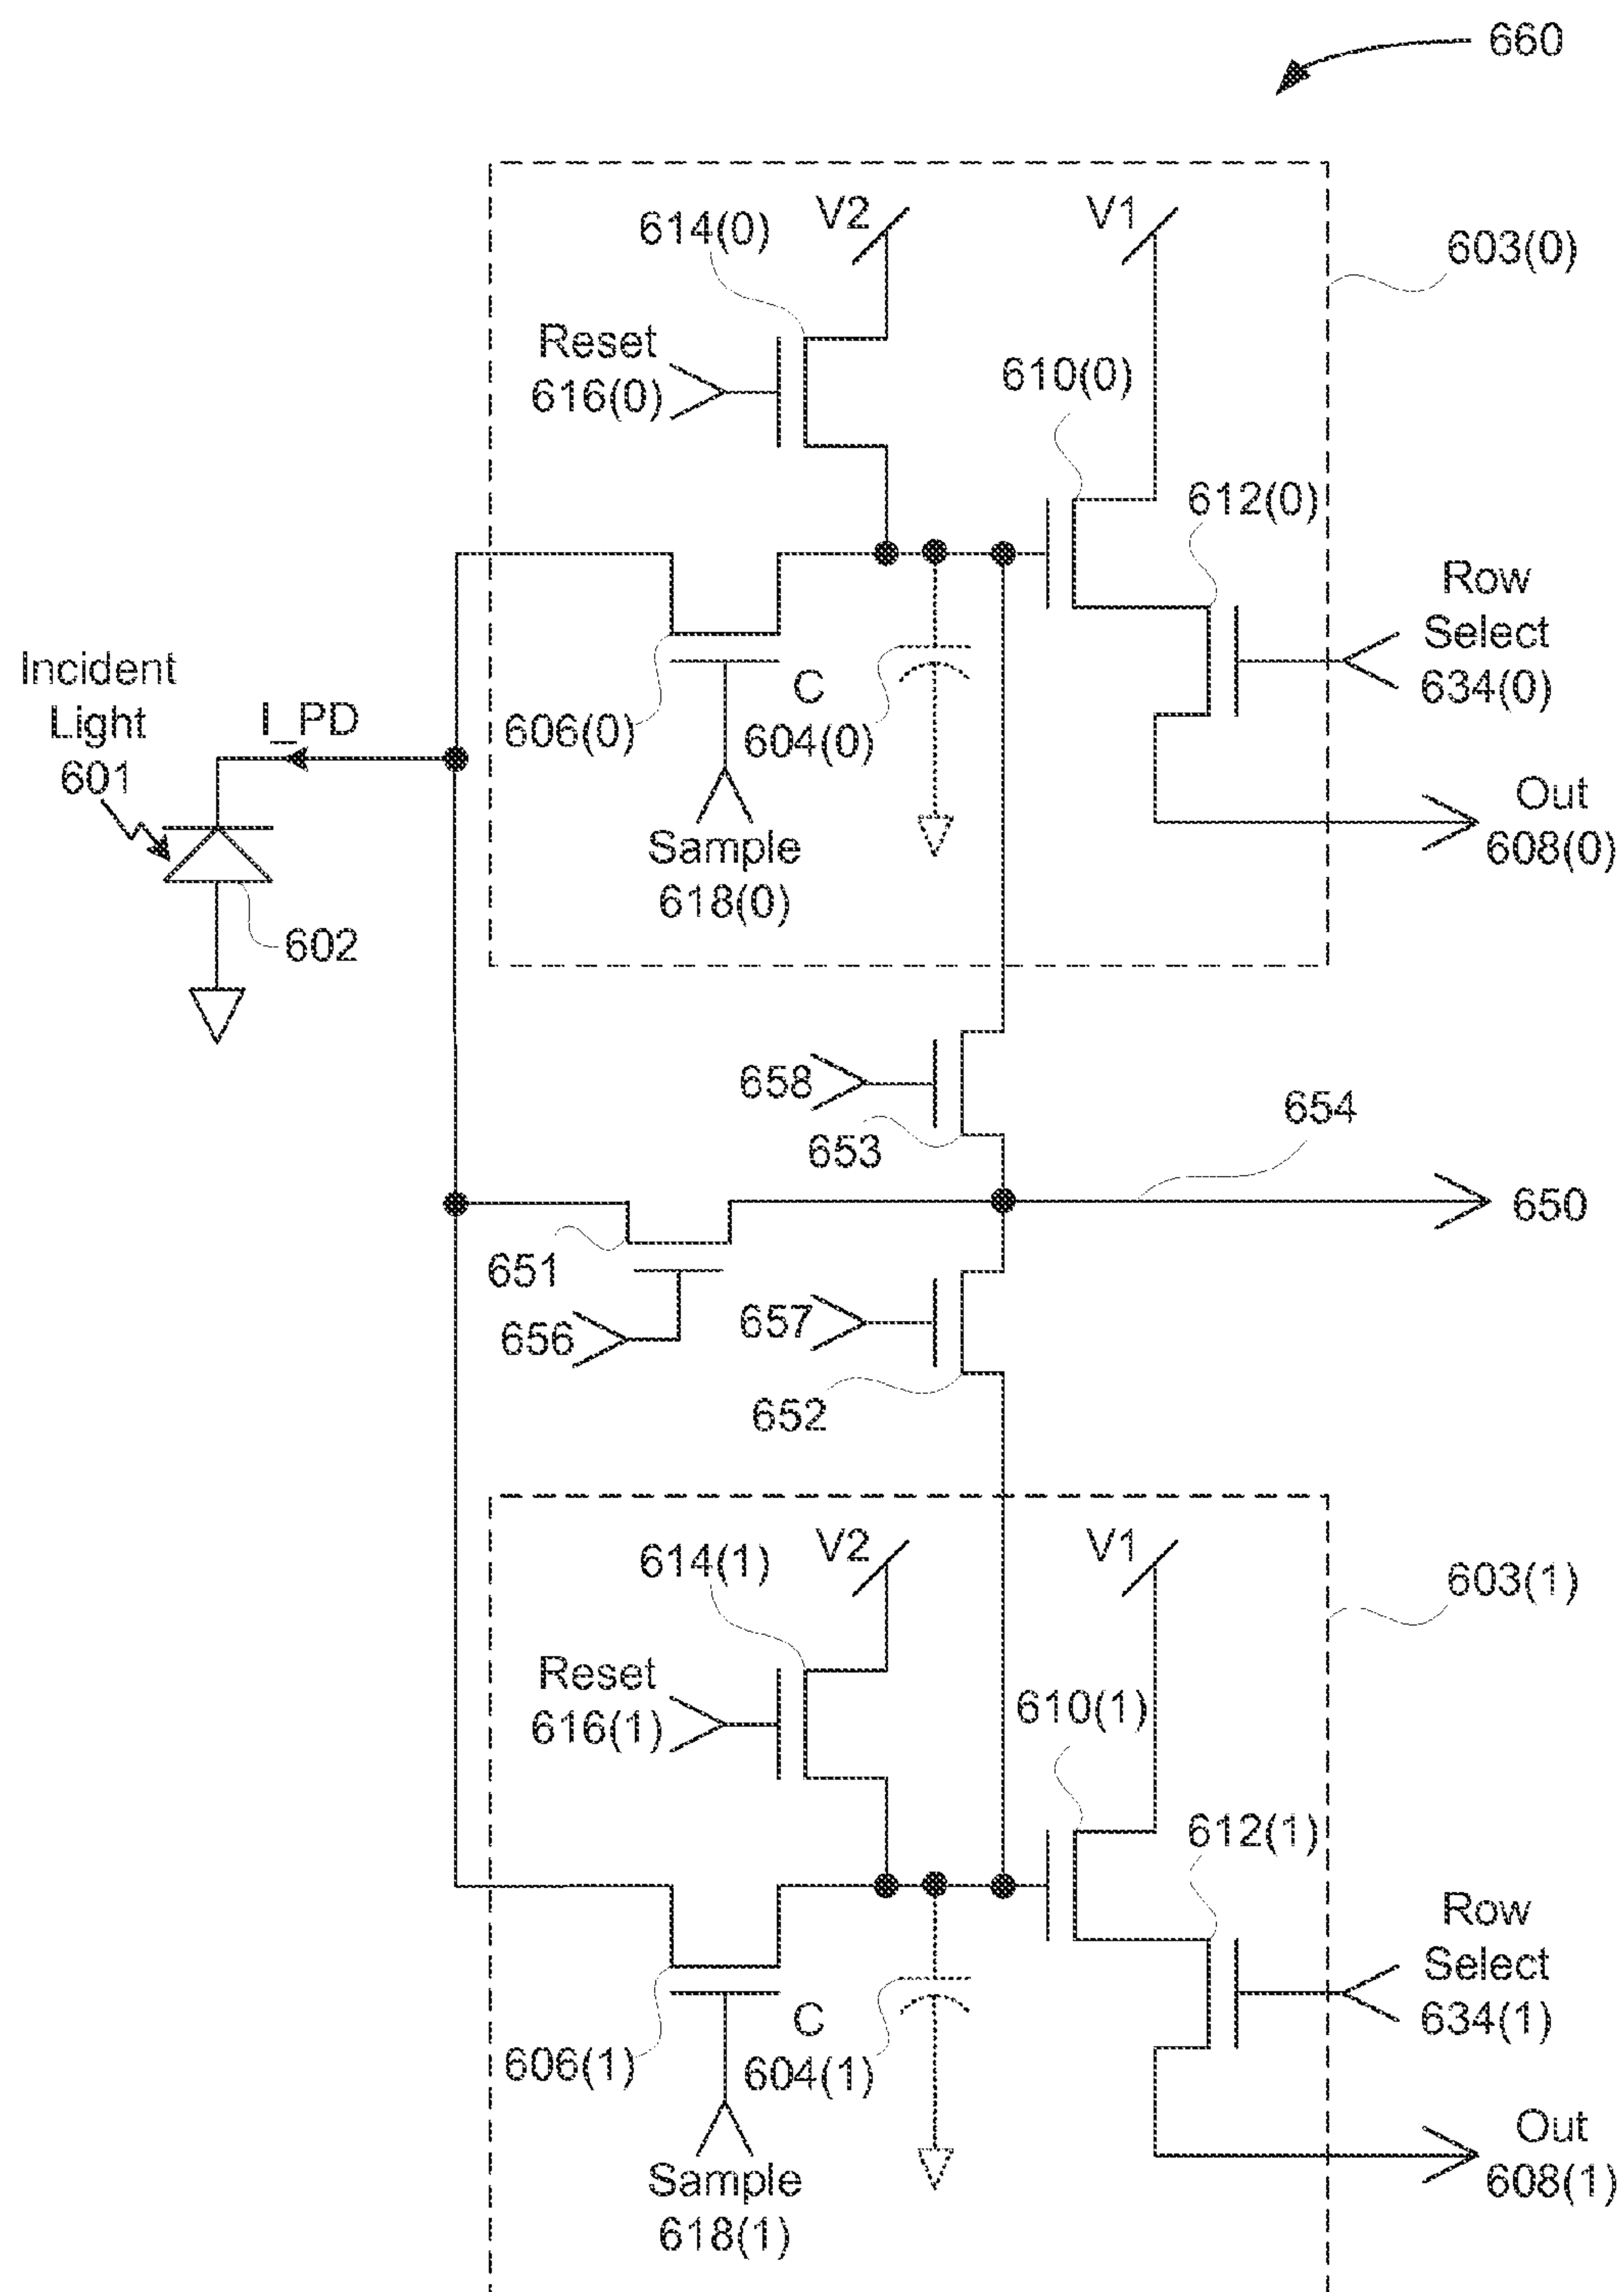 660
V2
V1
614(0)
603(0)
Reset
616(0)
610(0)
612(0)
Row
Select
634(0)
Incident
Light
601
I_PD
606(0)
C
604(0)
Out
608(0)
Sample
618(0)
602
658
653
654
650
651
656
657
652
V2
V1
614(1)
603(1)
Reset
616(1)
610(1)
612(1)
Row
Select
634(1)
606(1)
C
604(1)
Out
608(1)
Sample
618(1)